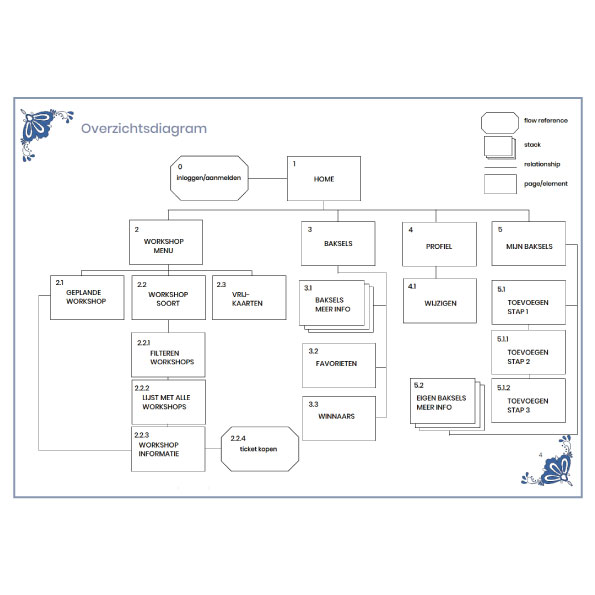 Overzichtsdiagram
flow reference
stack
relationship
page/element
0
inloggen/aanmelden
1
HOME
2
WORKSHOP
MENU
3
BAKSELS
4
PROFIEL
5
MIJN BAKSELS
2.1
GEPLANDE
WORKSHOP
2.2
WORKSHOP
SOORT
2.3
VRIJ-
KAARTEN
3.1
BAKSELS
MEER INFO
4.1
WIJZIGEN
5.1
TOEVOEGEN
STAP 1
2.2.1
FILTEREN
WORKSHOPS
3.2
FAVORIETEN
5.1.1
TOEVOEGEN
STAP 2
2.2.2
LIJST MET ALLE
WORKSHOPS
3.3
WINNAARS
5.2
EIGEN BAKSELS
MEER INFO
5.1.2
TOEVOEGEN
STAP 3
2.2.3
WORKSHOP
INFORMATIE
2.2.4
ticket kopen
4